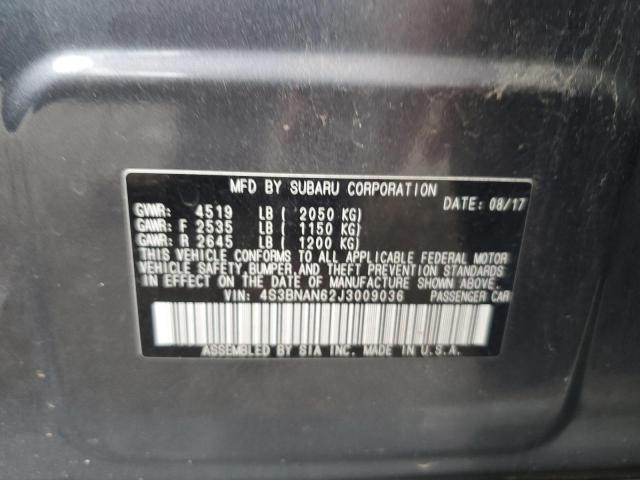 MFD BY SUBARU CORPORATION
DATE: 08/17
GVWR: 4519 LB ( 2050 KG)
GAWR: F 2535 LB ( 1150 KG)
GAWR: R 2645 LB ( 1200 KG)
THIS VEHICLE CONFORMS TO ALL APPLICABLE FEDERAL MOTOR
VEHICLE SAFETY, BUMPER, AND THEFT PREVENTION STANDARDS
IN EFFECT ON THE DATE OF MANUFACTURE SHOWN ABOVE.
VIN: 4S3BNAN62J3009036 PASSENGER CAR
ASSEMBLED BY SIA INC. MADE IN U.S.A.